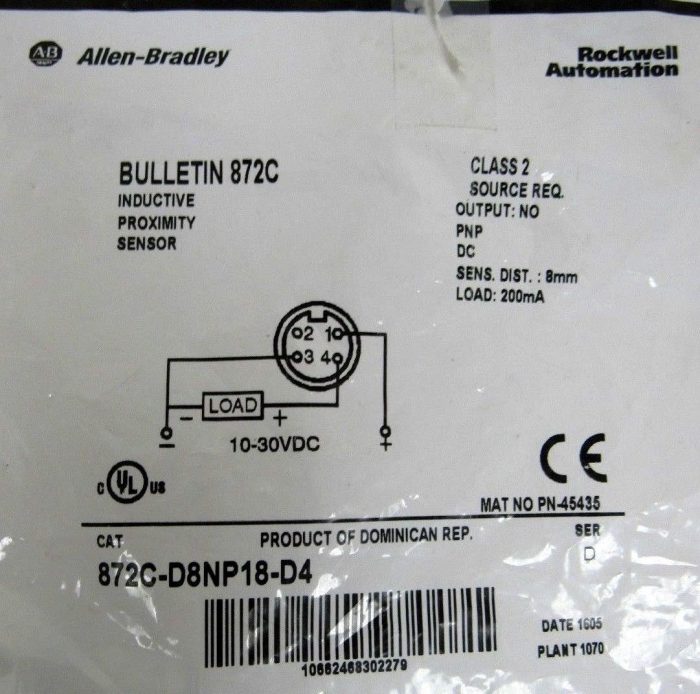 AB Allen-Bradley
Rockwell
Automation
BULLETIN 872C
INDUCTIVE
PROXIMITY
SENSOR
CLASS 2
SOURCE REQ.
OUTPUT: NO
PNP
DC
SENS. DIST. : 8mm
LOAD: 200mA
2 1
3 4
LOAD
- +
- 10-30VDC +
C UL US
CE
MAT NO PN-45435
CAT PRODUCT OF DOMINICAN REP. SER
872C-D8NP18-D4 D
10662468302279
DATE 1605
PLANT 1070